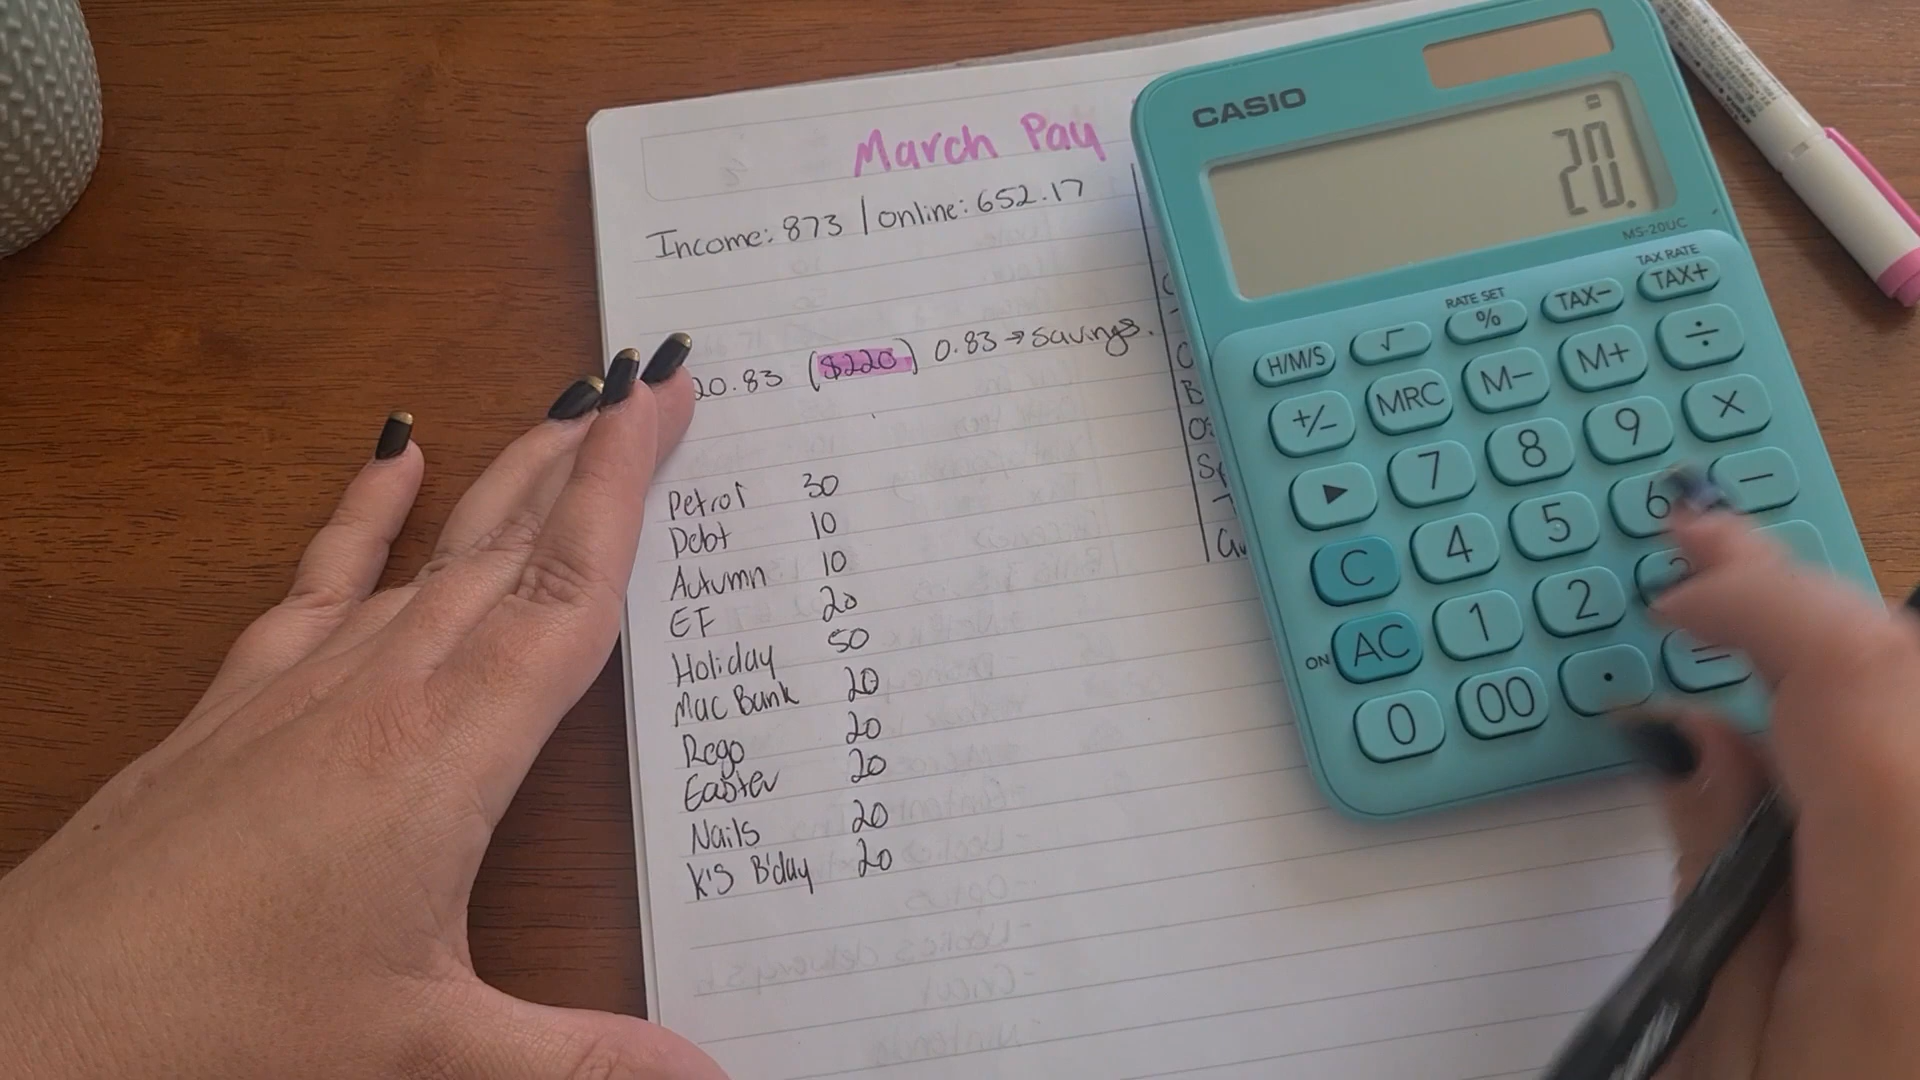 March Pay
Income: 873 | online: 652.17
20.83 ($220) 0.83 → savings.
Petrol 30
Debt 10
Autumn 10
EF 20
Holiday 50
Mac Bank 20
Rego 20
Easter 20
Nails 20
K'S B'day 20
CASIO
20.
MS-20UC
TAX RATE
RATE SET
H/M/S √ % TAX- TAX+
+/- MRC M- M+ ÷
▶ 7 8 9 ×
C 4 5 6 -
ON AC 1 2 =
0 00 .